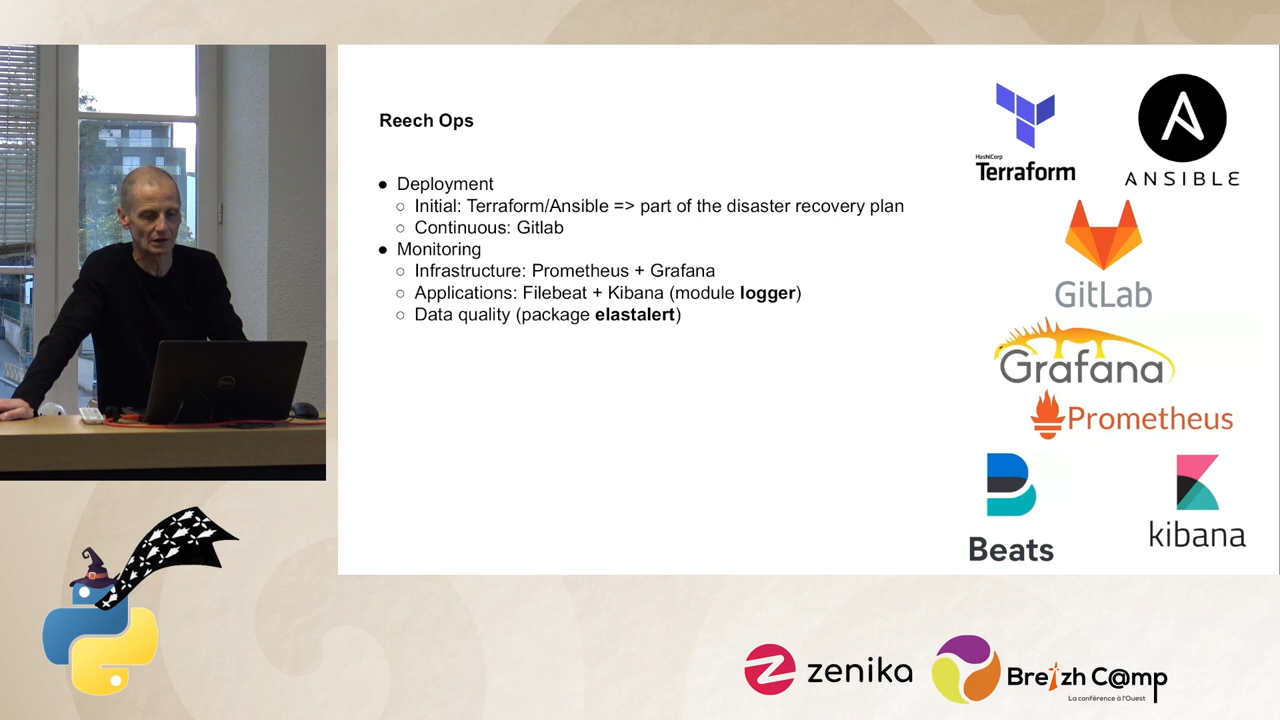 Reech Ops
● Deployment
○ Initial: Terraform/Ansible => part of the disaster recovery plan
○ Continuous: Gitlab
● Monitoring
○ Infrastructure: Prometheus + Grafana
○ Applications: Filebeat + Kibana (module logger)
○ Data quality (package elastalert)
HashiCorp
Terraform
ANSIBLE
GitLab
Grafana
Prometheus
Beats
kibana
DELL
zenika
Breizh C@mp
La conférence à l'Ouest